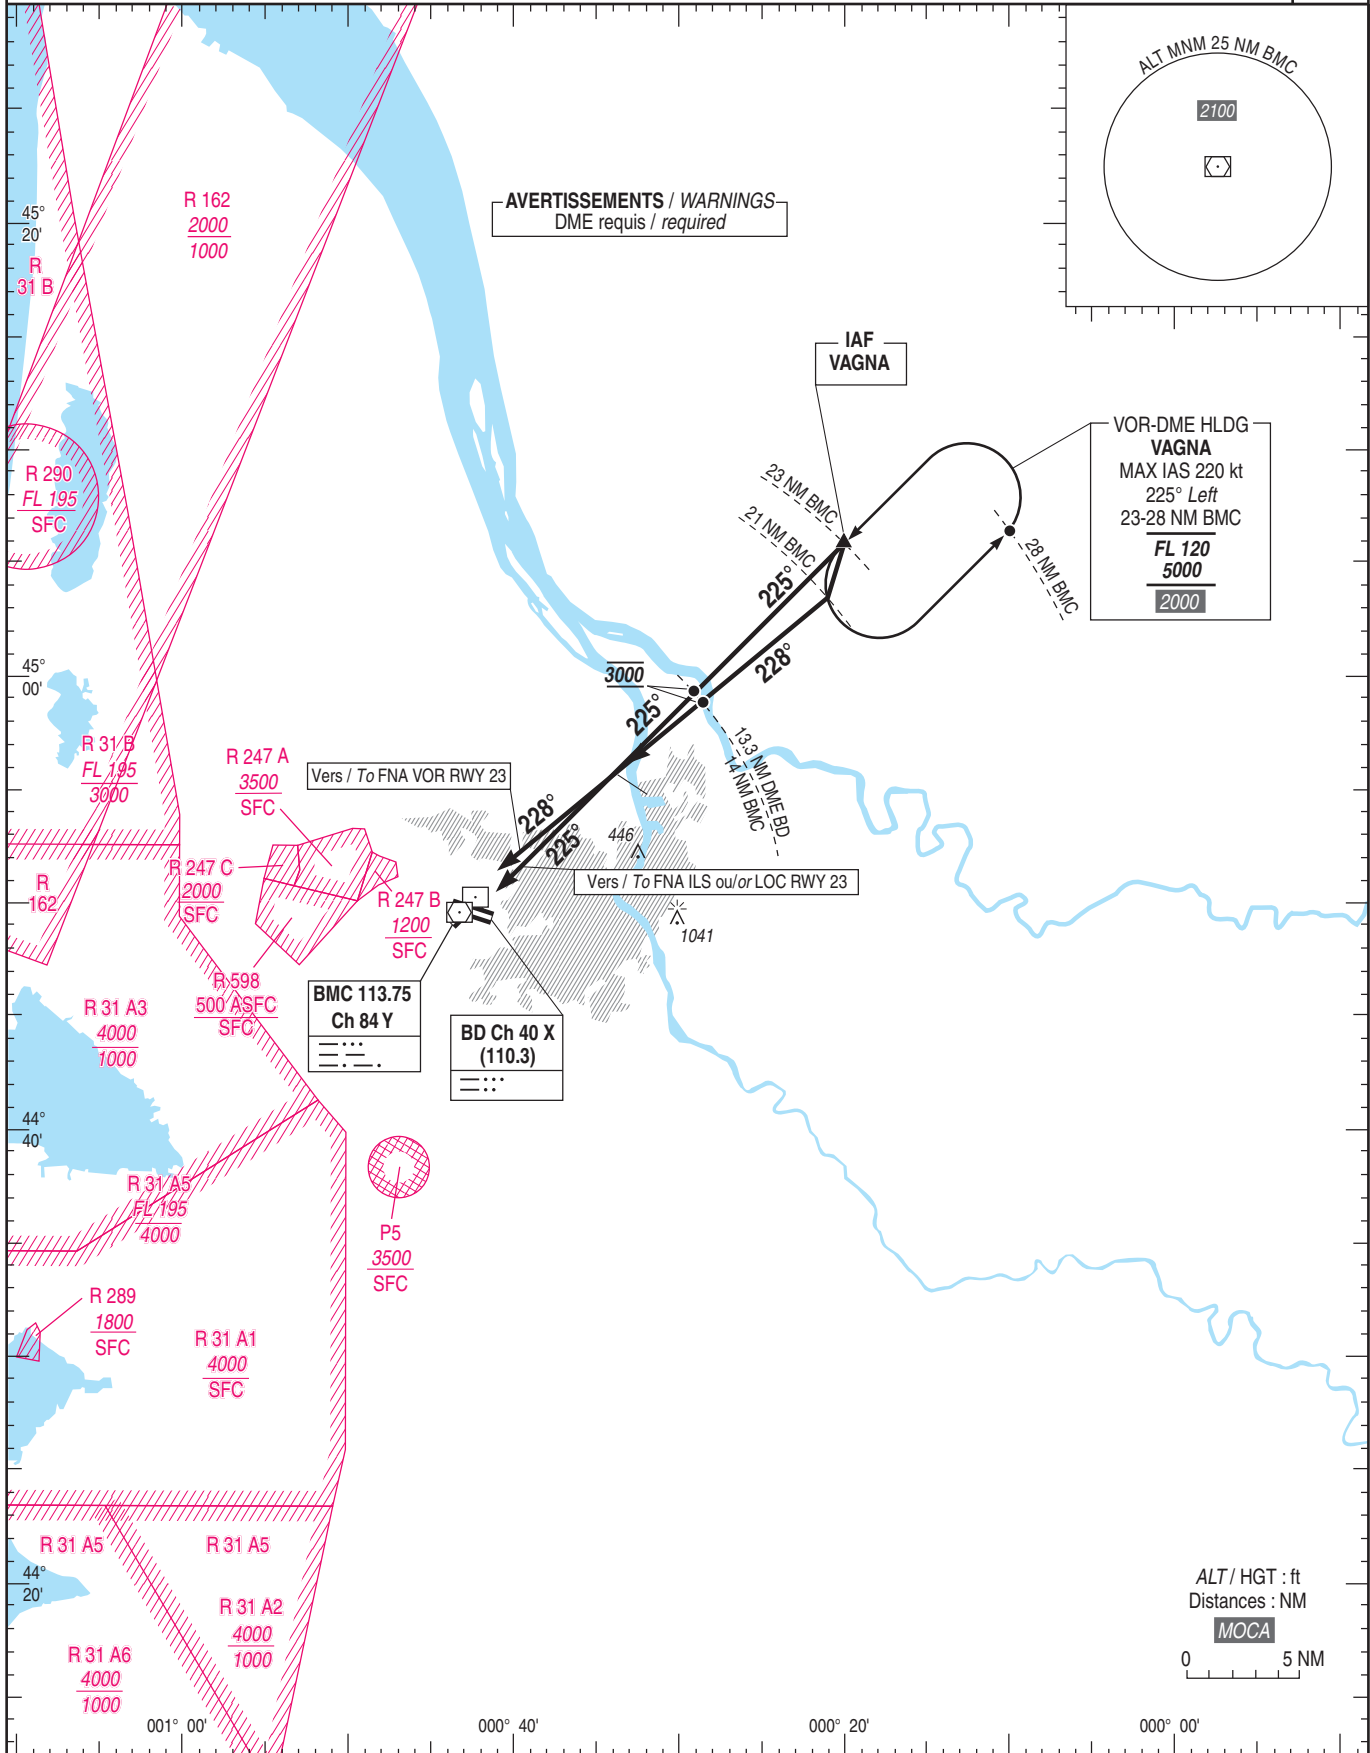 ALT MNM 25 NM BMC
2100
AVERTISSEMENTS / WARNINGS
DME requis / required
R 162
2000
1000
45°
20'
R
31 B
IAF
VAGNA
VOR-DME HLDG
VAGNA
MAX IAS 220 kt
225° Left
23-28 NM BMC
FL 120
5000
2000
R 290
FL 195
SFC
23 NM BMC
21 NM BMC
28 NM BMC
225°
228°
3000
225°
45°
00'
R 31 B
FL 195
3000
R 247 A
3500
SFC
Vers / To FNA VOR RWY 23
13.3 NM DME BD
14 NM BMC
228°
225°
446
R 247 C
2000
SFC
R
162
R 247 B
1200
SFC
Vers / To FNA ILS ou/or LOC RWY 23
1041
R 598
500 ASFC
SFC
BMC 113.75
Ch 84 Y
BD Ch 40 X
(110.3)
R 31 A3
4000
1000
44°
40'
R 31 A5
FL 195
4000
P5
3500
SFC
R 289
1800
SFC
R 31 A1
4000
SFC
R 31 A5
R 31 A5
44°
20'
R 31 A2
4000
1000
R 31 A6
4000
1000
ALT / HGT : ft
Distances : NM
MOCA
0 5 NM
001° 00'
000° 40'
000° 20'
000° 00'